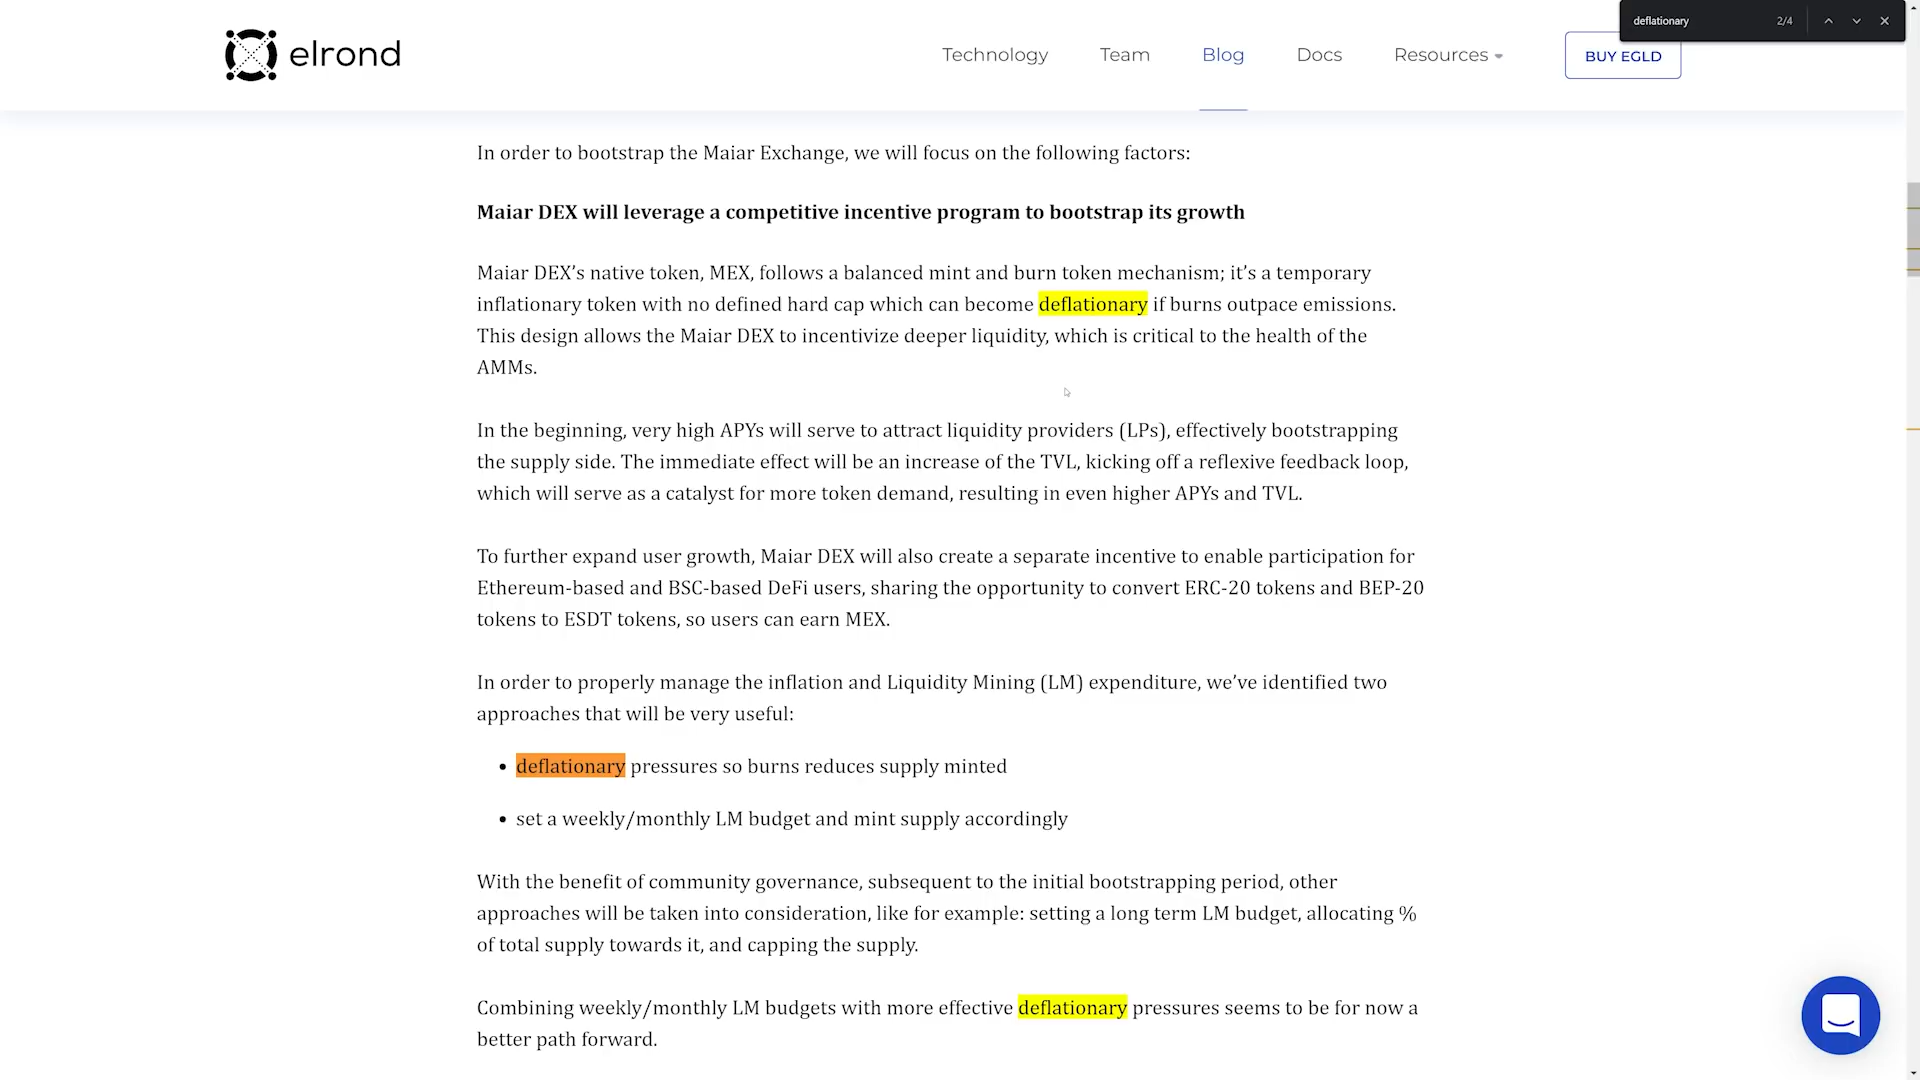 deflationary 2/4
elrond
Technology Team Blog Docs Resources BUY EGLD
In order to bootstrap the Maiar Exchange, we will focus on the following factors:
Maiar DEX will leverage a competitive incentive program to bootstrap its growth
Maiar DEX’s native token, MEX, follows a balanced mint and burn token mechanism; it’s a temporary
inflationary token with no defined hard cap which can become deflationary if burns outpace emissions.
This design allows the Maiar DEX to incentivize deeper liquidity, which is critical to the health of the
AMMs.
In the beginning, very high APYs will serve to attract liquidity providers (LPs), effectively bootstrapping
the supply side. The immediate effect will be an increase of the TVL, kicking off a reflexive feedback loop,
which will serve as a catalyst for more token demand, resulting in even higher APYs and TVL.
To further expand user growth, Maiar DEX will also create a separate incentive to enable participation for
Ethereum-based and BSC-based DeFi users, sharing the opportunity to convert ERC-20 tokens and BEP-20
tokens to ESDT tokens, so users can earn MEX.
In order to properly manage the inflation and Liquidity Mining (LM) expenditure, we’ve identified two
approaches that will be very useful:
• deflationary pressures so burns reduces supply minted
• set a weekly/monthly LM budget and mint supply accordingly
With the benefit of community governance, subsequent to the initial bootstrapping period, other
approaches will be taken into consideration, like for example: setting a long term LM budget, allocating %
of total supply towards it, and capping the supply.
Combining weekly/monthly LM budgets with more effective deflationary pressures seems to be for now a
better path forward.